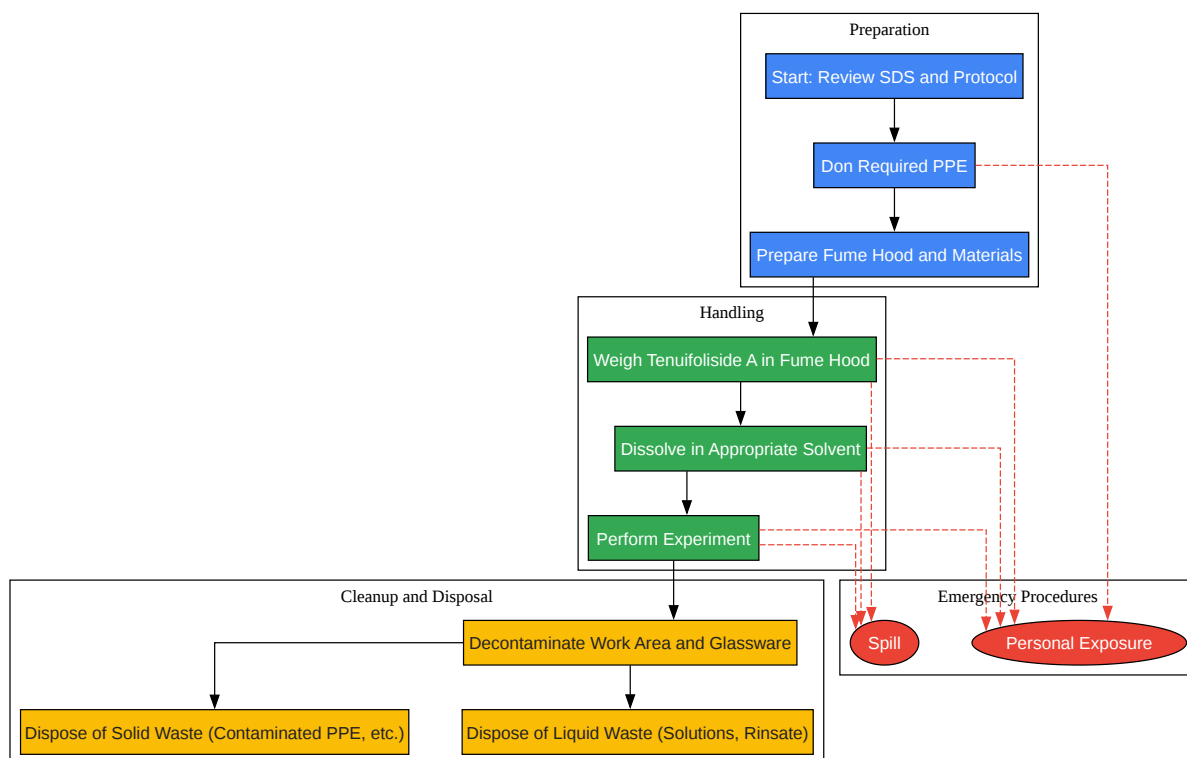 Preparation
Start: Review SDS and Protocol
Don Required PPE
Prepare Fume Hood and Materials
Handling
Weigh Tenuifoliside A in Fume Hood
Dissolve in Appropriate Solvent
Perform Experiment
Cleanup and Disposal
Decontaminate Work Area and Glassware
Dispose of Solid Waste (Contaminated PPE, etc.)
Dispose of Liquid Waste (Solutions, Rinsate)
Emergency Procedures
Spill
Personal Exposure